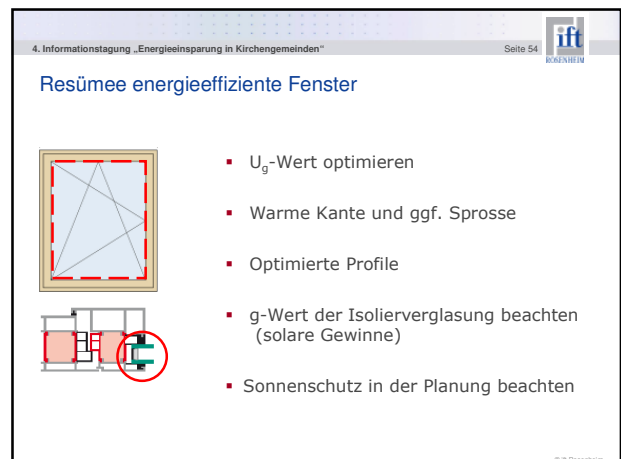 4. Informationstagung „Energieeinsparung in Kirchengemeinden“
Seite 54
ift
ROSENHEIM
Resümee energieeffiziente Fenster
▪ Ug-Wert optimieren
▪ Warme Kante und ggf. Sprosse
▪ Optimierte Profile
▪ g-Wert der Isolierverglasung beachten
(solare Gewinne)
▪ Sonnenschutz in der Planung beachten